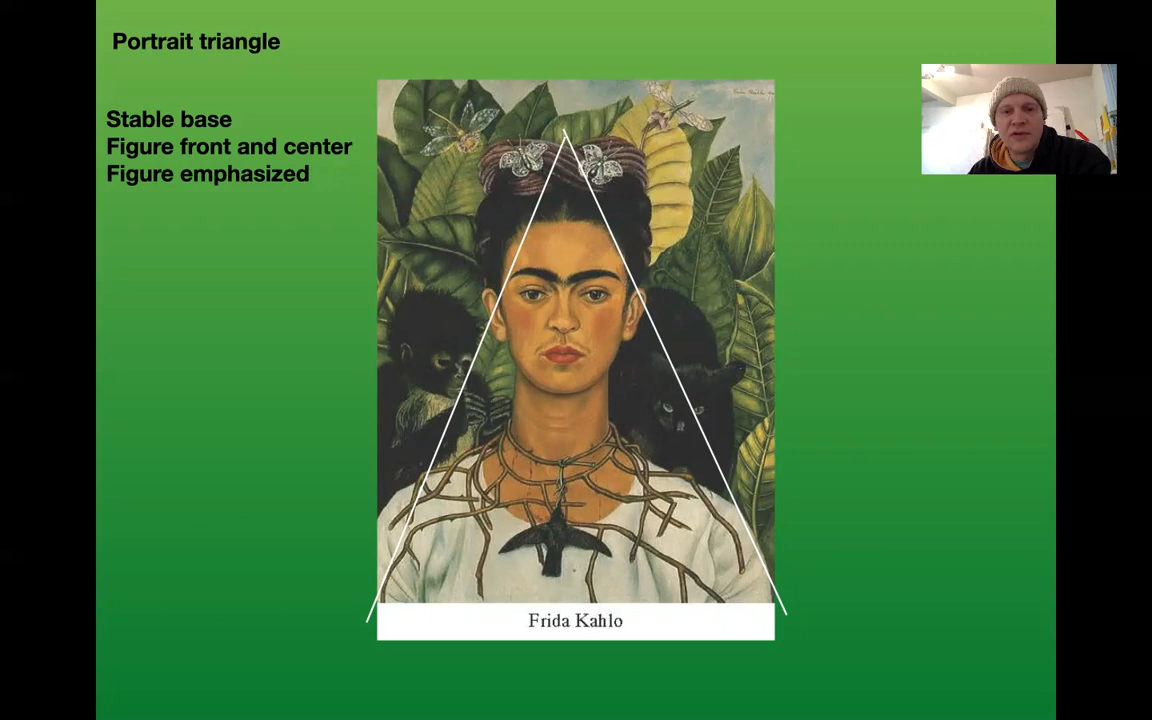 Portrait triangle
Stable base
Figure front and center
Figure emphasized
Frida Kahlo